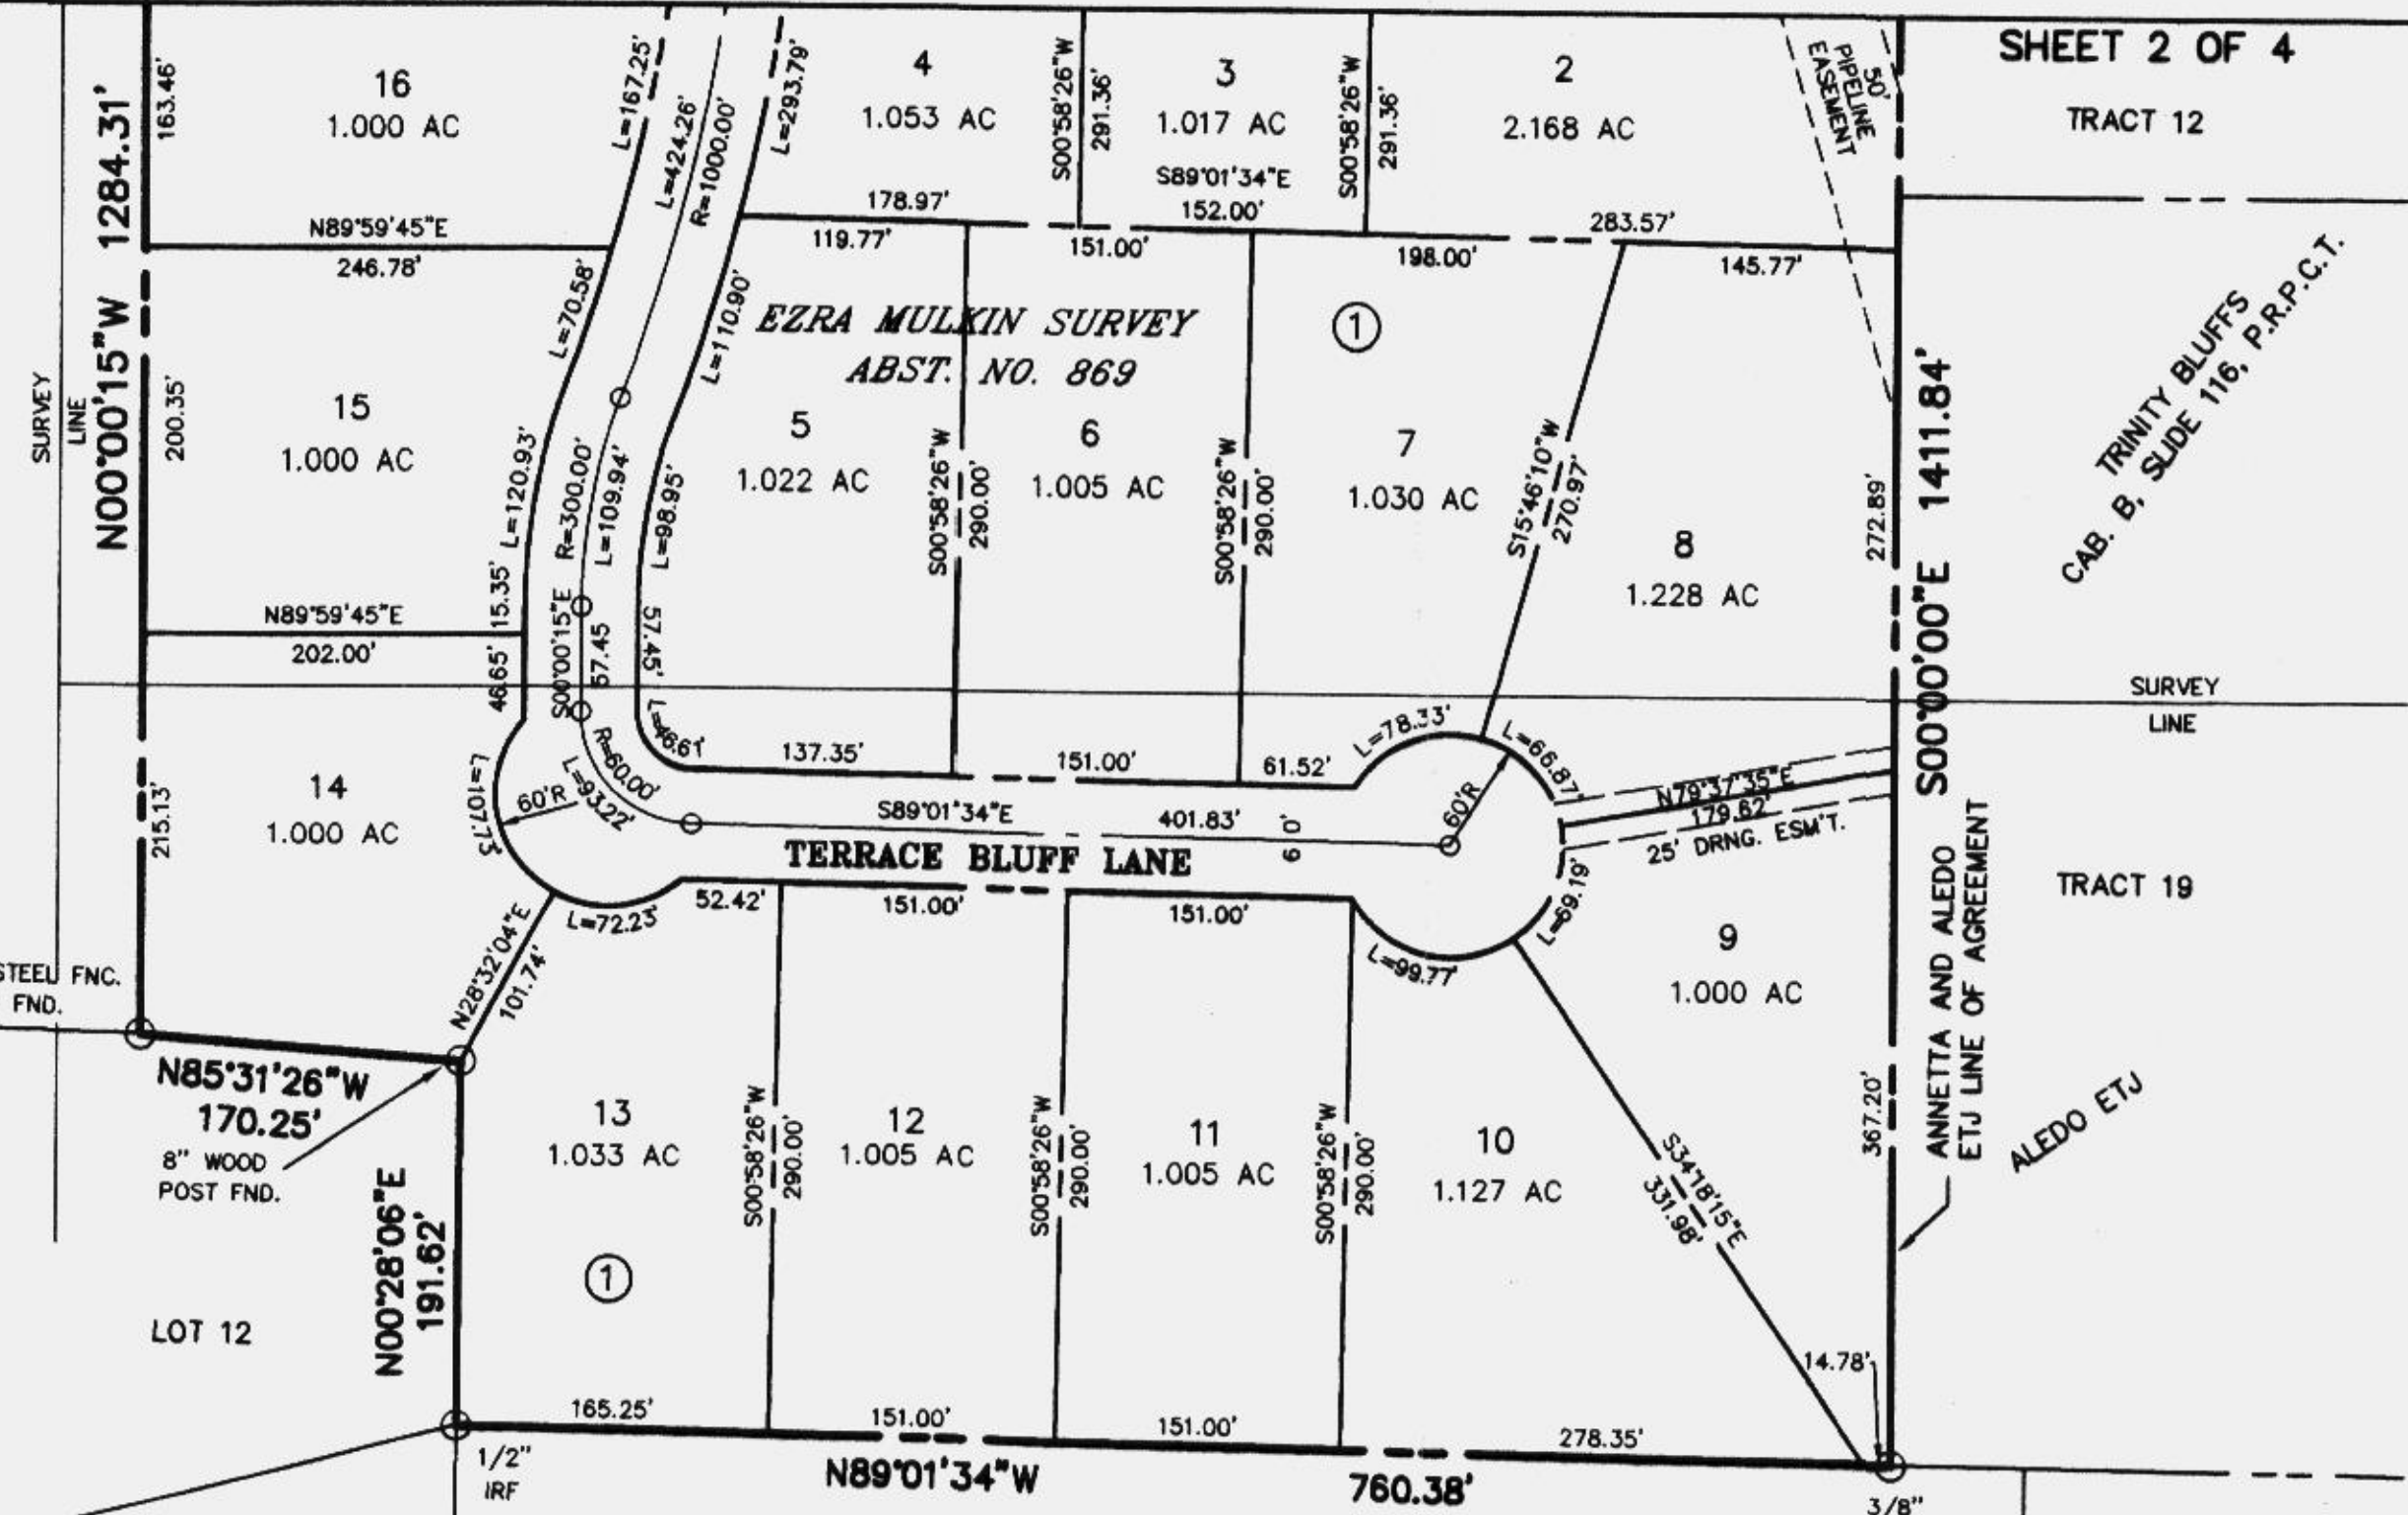 SHEET 2 OF 4
TRACT 12
50'
PIPELINE
EASEMENT
16
1.000 AC
163.46'
N00°00'15"W 1284.31'
L=167.25'
L=424.26'
R=1000.00'
L=293.79'
4
1.053 AC
S00°58'26"W
291.36'
3
1.017 AC
S89°01'34"E
152.00'
S00°58'26"W
291.36'
2
2.168 AC
178.97'
119.77'
151.00'
198.00'
283.57'
145.77'
N89°59'45"E
246.78'
L=70.58'
L=110.90'
EZRA MULKIN SURVEY
ABST. NO. 869
1
TRINITY BLUFFS
CAB. B, SLIDE 116, P.R.P.C.T.
SURVEY
LINE
200.35'
15
1.000 AC
L=120.93'
R=300.00'
L=109.94'
L=98.95'
5
1.022 AC
S00°58'26"W
290.00'
6
1.005 AC
S00°58'26"W
290.00'
7
1.030 AC
S15°46'10"W
270.97'
8
1.228 AC
272.89'
S00°00'00"E 1411.84'
N89°59'45"E
202.00'
15.35'
46.65'
S00°00'15"E
57.45
57.45'
SURVEY
LINE
L=46.61'
137.35'
151.00'
61.52'
L=78.33'
L=66.87'
N79°37'35"E
179.62'
25' DRNG. ESM'T.
14
1.000 AC
215.13'
L=107.73'
60'R
R=60.00'
L=93.22'
S89°01'34"E
401.83'
60'
60'R
TERRACE BLUFF LANE
52.42'
151.00'
151.00'
L=72.23'
L=99.77'
L=69.19'
9
1.000 AC
TRACT 19
ANNETTA AND ALEDO
ETJ LINE OF AGREEMENT
ALEDO ETJ
STEEL FNC.
FND.
N28°32'04"E
101.74'
N85°31'26"W
170.25'
8" WOOD
POST FND.
13
1.033 AC
S00°58'26"W
290.00'
12
1.005 AC
S00°58'26"W
290.00'
11
1.005 AC
S00°58'26"W
290.00'
10
1.127 AC
S34°18'15"E
331.98'
367.20'
N00°28'06"E
191.62'
1
LOT 12
14.78'
165.25'
151.00'
151.00'
278.35'
1/2"
IRF
N89°01'34"W
760.38'
3/8"